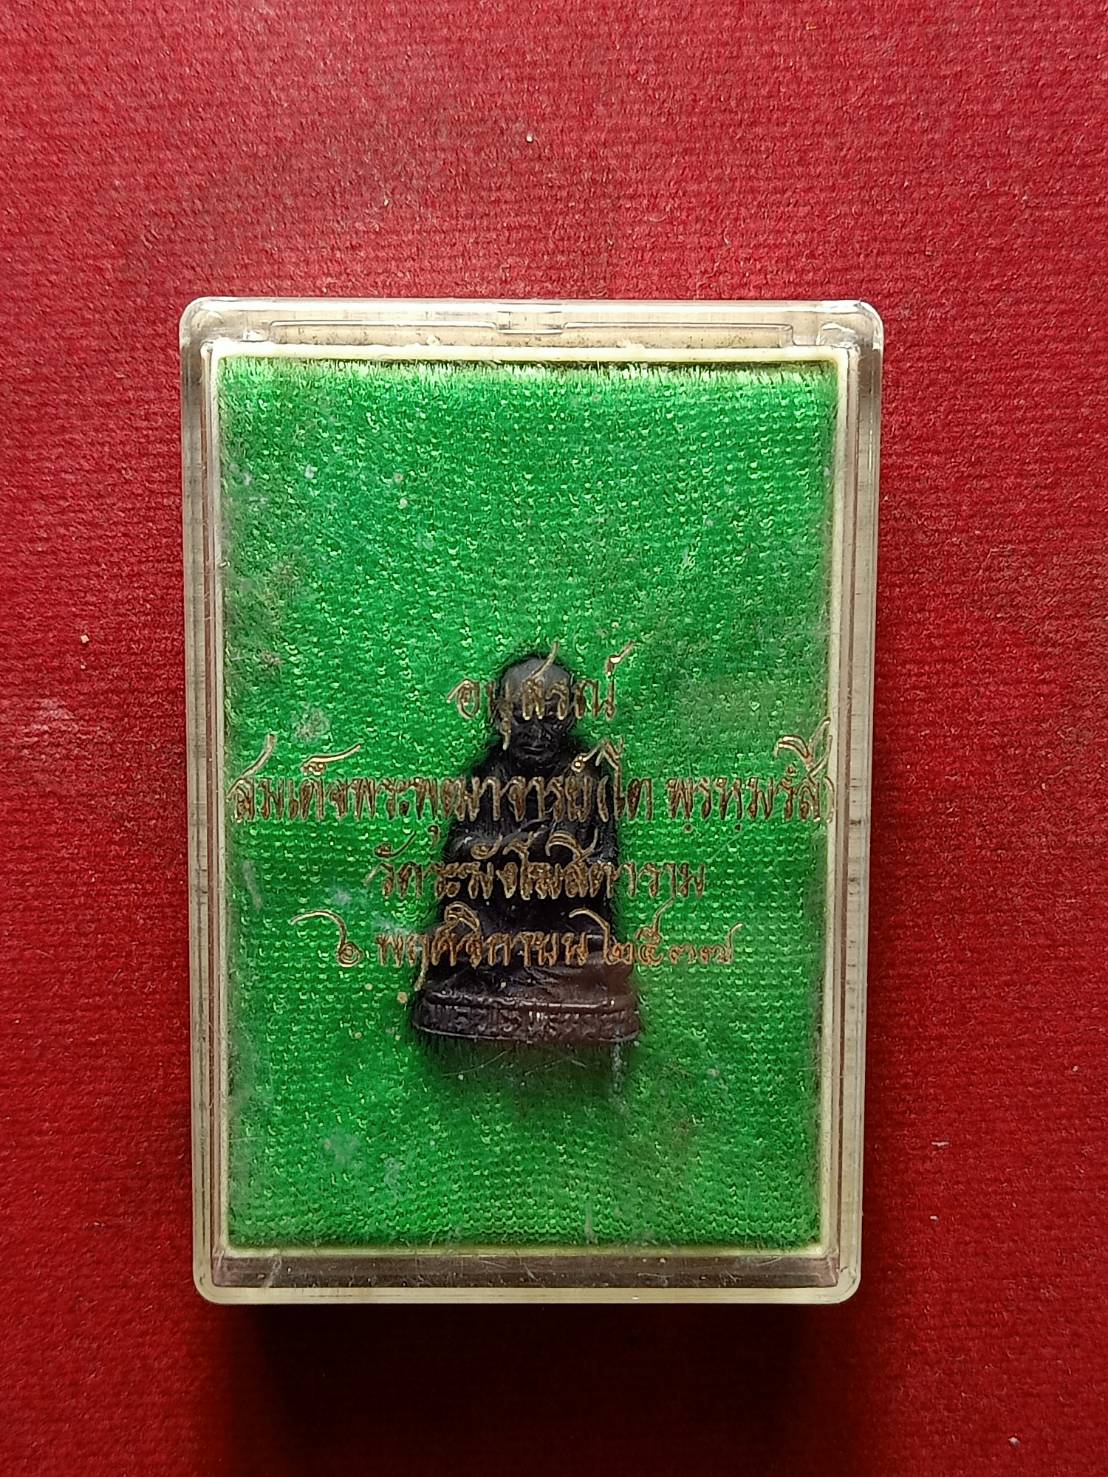 อนุสรณ์
สมเด็จพระพุฒาจารย์(โต พฺรหฺมรํสี)
วัดระฆังโฆสิตาราม
๖ พฤศจิกายน ๒๕๓๗